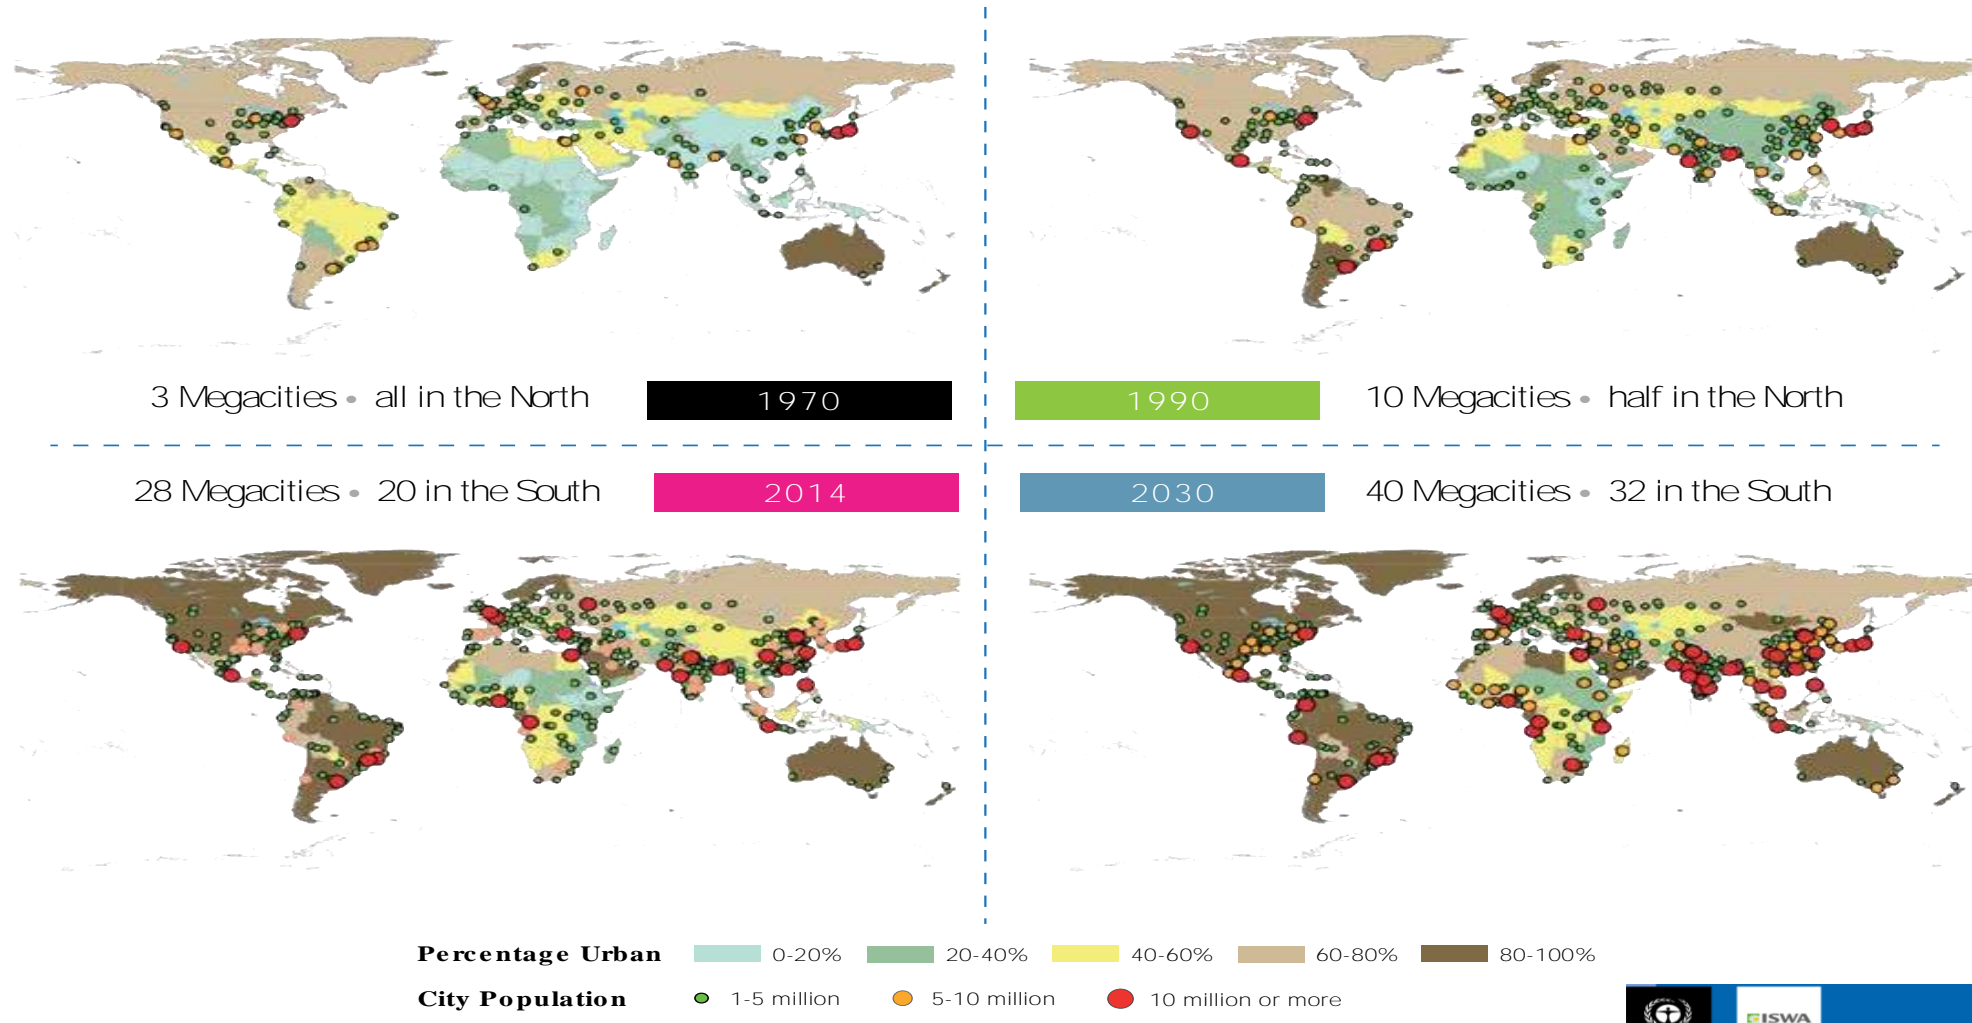 3 Megacities • all in the North
1970
1990
10 Megacities • half in the North
28 Megacities • 20 in the South
2014
2030
40 Megacities • 32 in the South
Percentage Urban 0-20% 20-40% 40-60% 60-80% 80-100%
City Population 1-5 million 5-10 million 10 million or more
ISWA